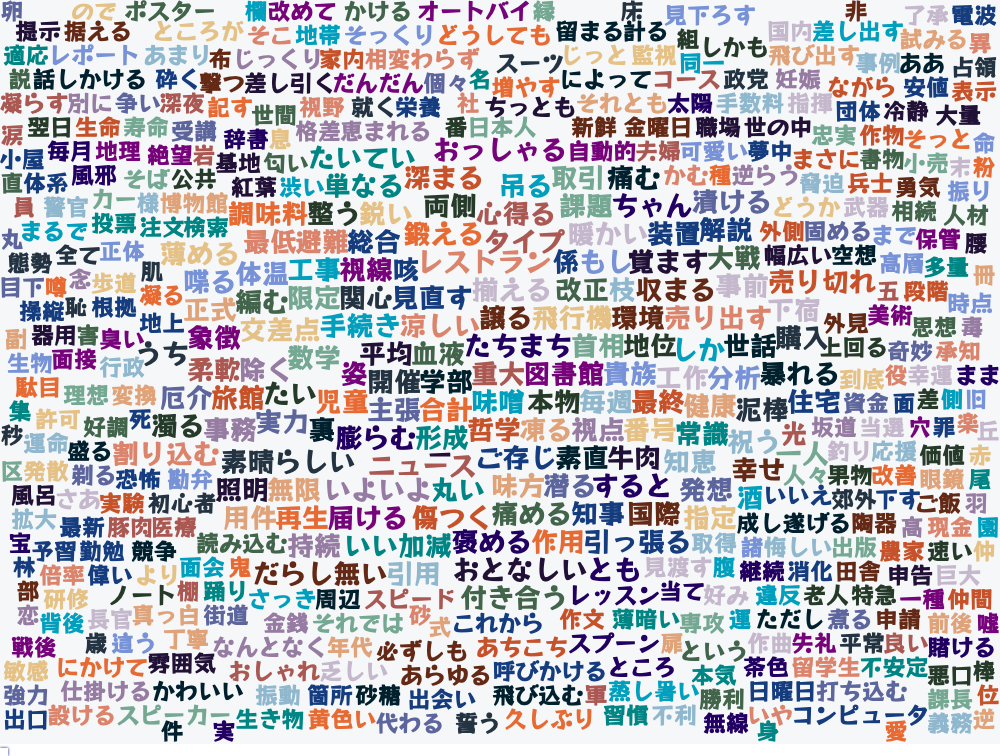 卵 ので ポスター 欄 改めて かける オートバイ 縁 床 見下ろす 非 了承 電波
提示 据える ところが そこ 地帯 そっくり どうしても 留まる 計る 組 しかも 国内 差し出す 試みる 異
適応 レポート あまり 布 じっくり 家内 相変わらず スーツ じっと 監視 同一 飛び出す 事例 ああ 占領
説 話しかける 砕く 撃つ 差し引く だんだん 個々 名 増やす によって コース 政党 妊娠 ながら 安値 表示
凝らす 別に 争い 深夜 記す 世間 視野 就く 栄養 社 ちっとも それとも 太陽 手数料 指揮 団体 冷静 大量
涙 翌日 生命 寿命 受講 辞書 息 格差 恵まれる 番 日本人 新鮮 金曜日 職場 世の中 忠実 作物 そっと 命
小屋 毎月 地理 絶望 岩 基地 匂い たいてい おっしゃる 自動的 夫婦 可愛い 夢中 まさに 書物 小売 末 粉
直 体系 風邪 そば 公共 紅葉 渋い 単なる 深まる 吊る 取引 痛む かむ 種 逆らう 脅迫 兵士 勇気 振り
員 警官 カー 様 博物館 調味料 整う 鋭い 両側 心得る 課題 ちゃん 漬ける どうか 武器 相続 人材
丸 まるで 投票 注文 検索 最低 避難 総合 鍛える タイプ 暖かい 装置 解説 外側 固める まで 保管 腰
態勢 全て 正体 薄める 喋る 体温 工事 視線 咳 レストラン 係 もし 覚ます 大戦 幅広い 空想 高層 多量 冊
目下 噂 念 歩道 肌 凝る 正式 編む 限定 関心 見直す 揃える 改正 枝 収まる 事前 売り切れ 五 段階 時点
操縦 恥 根拠 地上 象徴 交差点 手続き 涼しい 譲る 飛行機 環境 売り出す 下宿 外見 美術 思想 毒
副 器用 害 臭い うち 柔軟 除く 数学 平均 血液 たちまち 首相 地位 しか 世話 購入 上回る 奇妙 承知
生物 面接 行政 厄介 旅館 たい 姿 開催 学部 重大 図書館 貴族 工作 分析 暴れる 到底 役 幸運 まま
駄目 理想 変換 児童 主張 合計 味噌 本物 毎週 最終 健康 泥棒 住宅 資金 面 差 側 旧
集 許可 好調 死 濁る 事務 実力 裏 膨らむ 形成 哲学 凍る 視点 番号 常識 祝う 光 坂道 当選 穴 罪 楽 丘
秒 運命 盛る 割り込む 素晴らしい ニュース ご存じ 素直 牛肉 知恵 幸せ 一人 釣り 応援 価値 赤
区 発散 剃る 恐怖 勘弁 照明 無限 いよいよ 丸い 味方 潜る すると 発想 人々 果物 改善 眼鏡 尾
風呂 さあ 実験 初心者 用件 再生 届ける 傷つく 痛める 知事 国際 指定 酒 いいえ 郊外 下す ご飯 羽
拡大 最新 豚肉 医療 読み込む 持続 いい加減 褒める 作用 引っ張る 取得 成し遂げる 陶器 高 現金 園
宝 予習 勤勉 競争 面会 鬼 だらし無い 引用 おとなしい とも 見渡す 腹 諸 悔しい 出版 農家 速い 仲
林 倍率 偉い より 棚 踊り さっき 周辺 スピード 付き合う レッスン 当て 好み 継続 消化 田舎 申告 巨大
部 研修 ノート 真っ白 街道 金銭 それでは 砂 式 これから 作文 薄暗い 専攻 運 違反 老人 特急 一種 仲間
恋 背後 長官 丁寧 なんとなく 年代 必ずしも あちこち スプーン 扉 という 作曲 ただし 煮る 申請 前後 嘘
戦後 歳 違う 雰囲気 おしゃれ 乏しい あらゆる 呼びかける ところ 本気 茶色 失礼 平常 良い 賭ける
敏感 にかけて かわいい 振動 箇所 砂糖 出会い 飛び込む 軍 蒸し暑い 勝利 留学生 不安定 悪口 棒
強力 仕掛ける 生き物 黄色い 代わる 誓う 久しぶり 習慣 不利 無線 日曜日 打ち込む 課長 位
出口 設ける スピーカー 件 実 いや 身 コンピュータ 愛 義務 逆